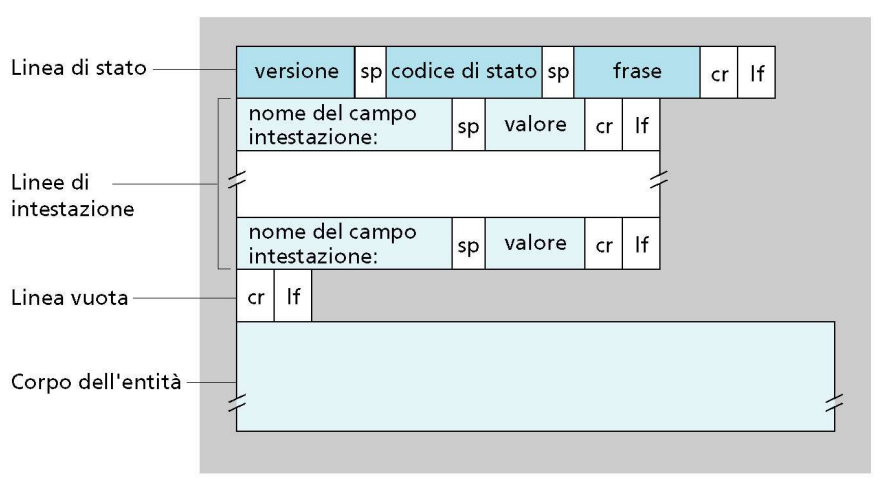 Linea di stato versione sp codice di stato sp frase cr lf
nome del campo
intestazione: sp valore cr lf
Linee di
intestazione
nome del campo
intestazione: sp valore cr lf
Linea vuota cr lf
Corpo dell'entità